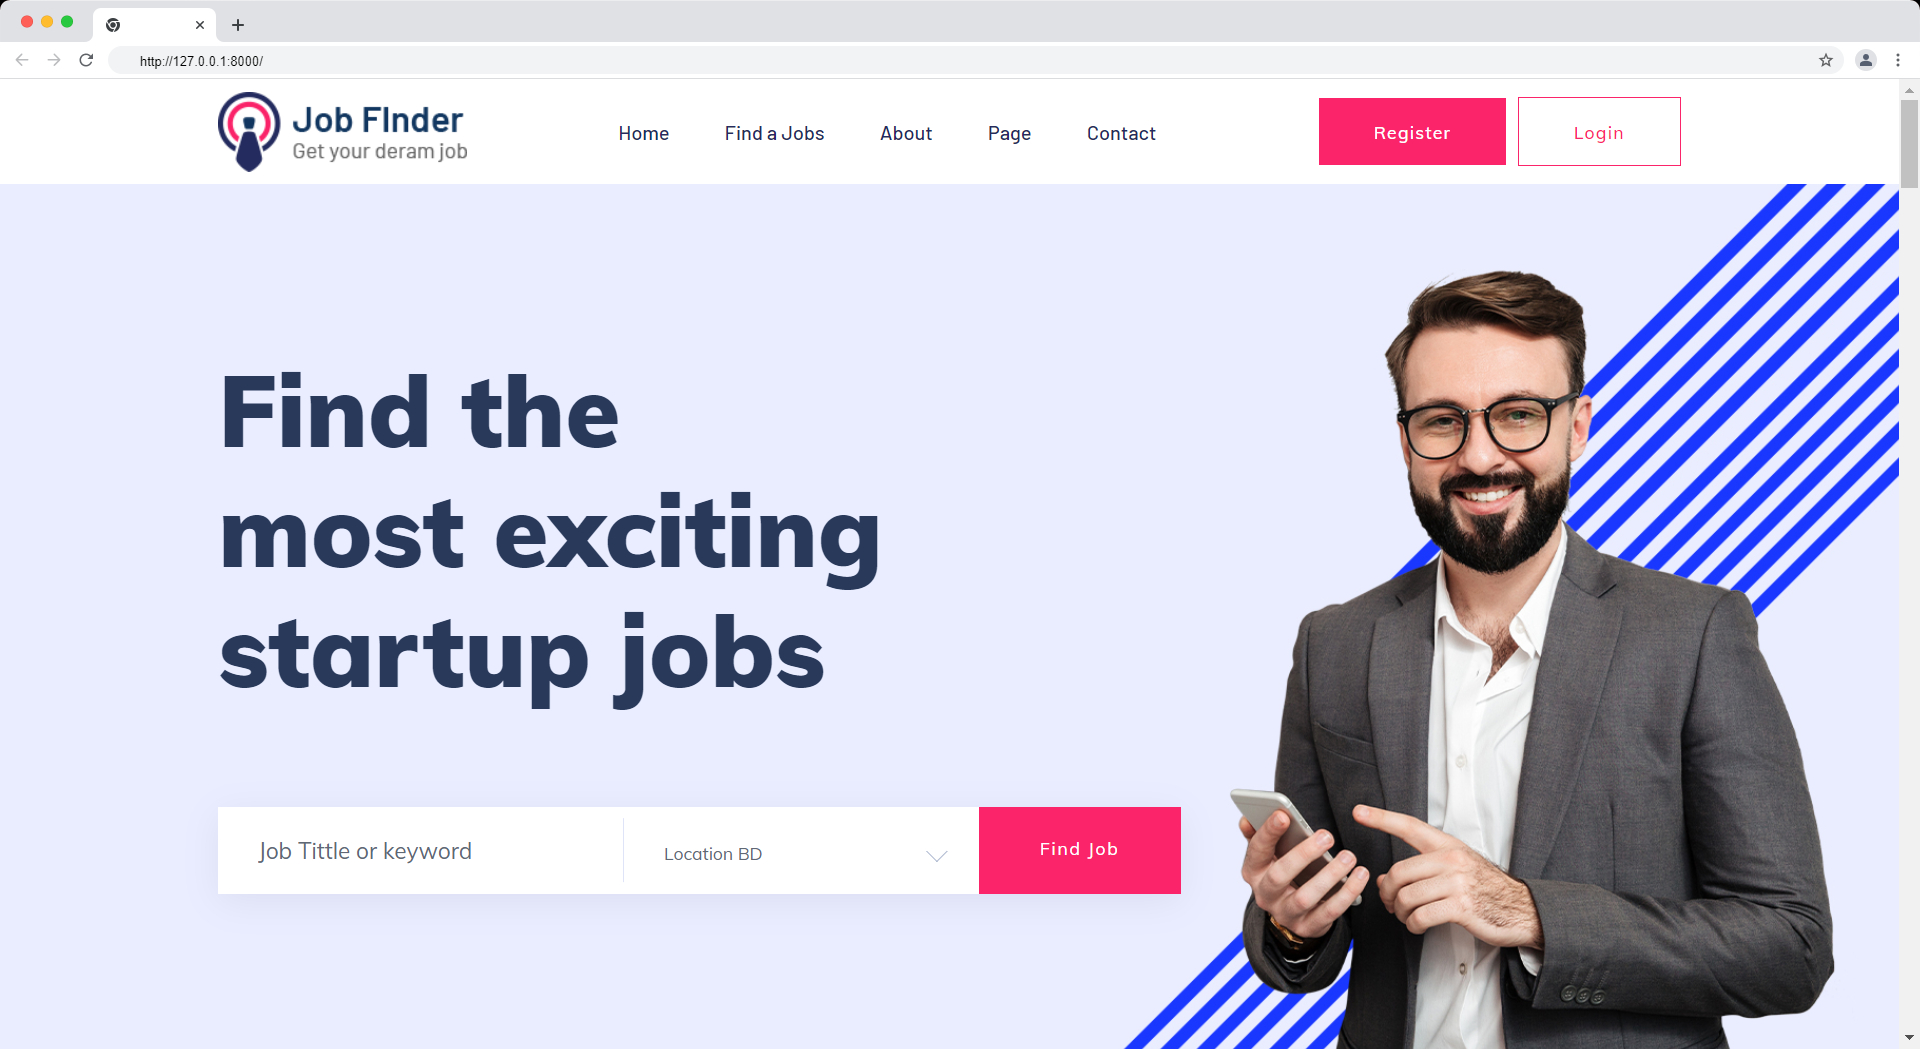 http://127.0.0.1:8000/
Job FInder
Get your deram job
Home
Find a Jobs
About
Page
Contact
Register
Login
Find the
most exciting
startup jobs
Job Tittle or keyword
Location BD
Find Job